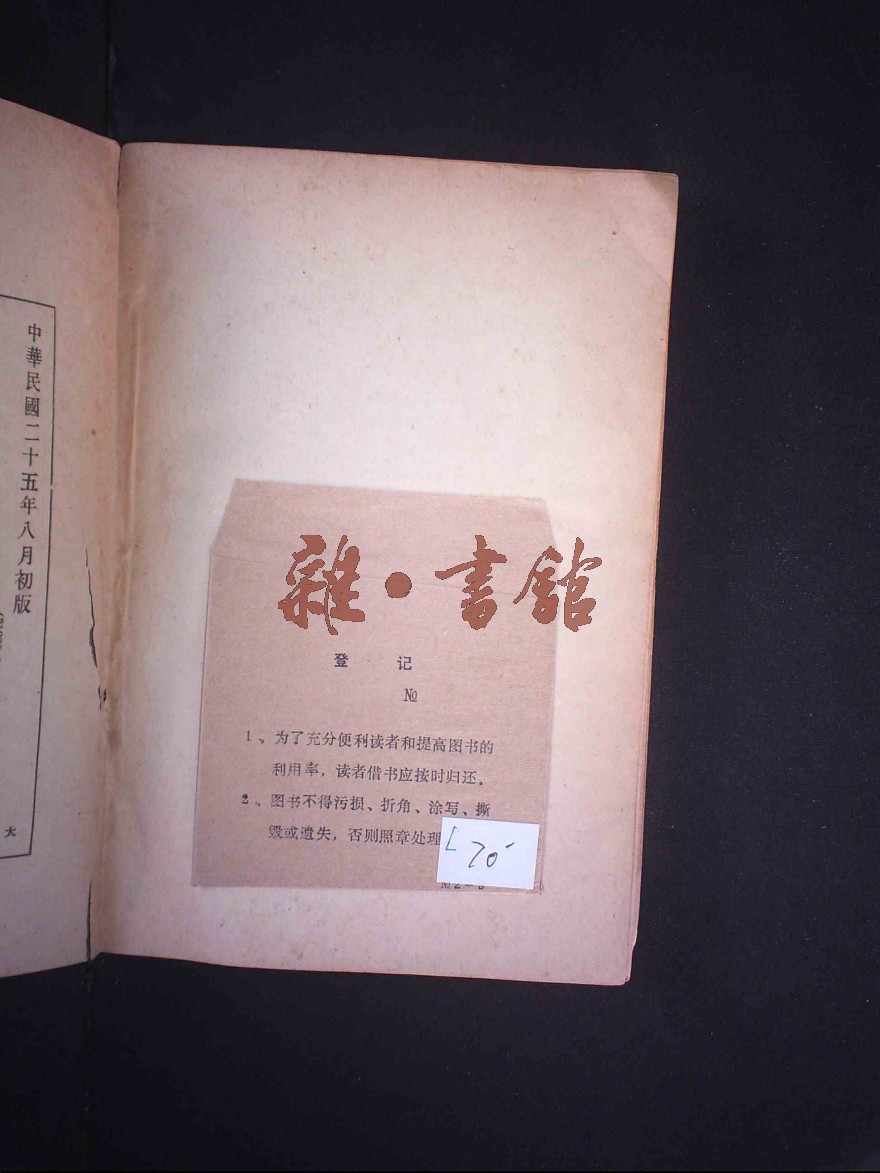 中華民國二十五年八月初版
大
雜·書館
登 记
№
1、为了充分便利读者和提高图书的
利用率，读者借书应按时归还。
2、图书不得污损、折角、涂写、撕
毁或遗失，否则照章处理
70